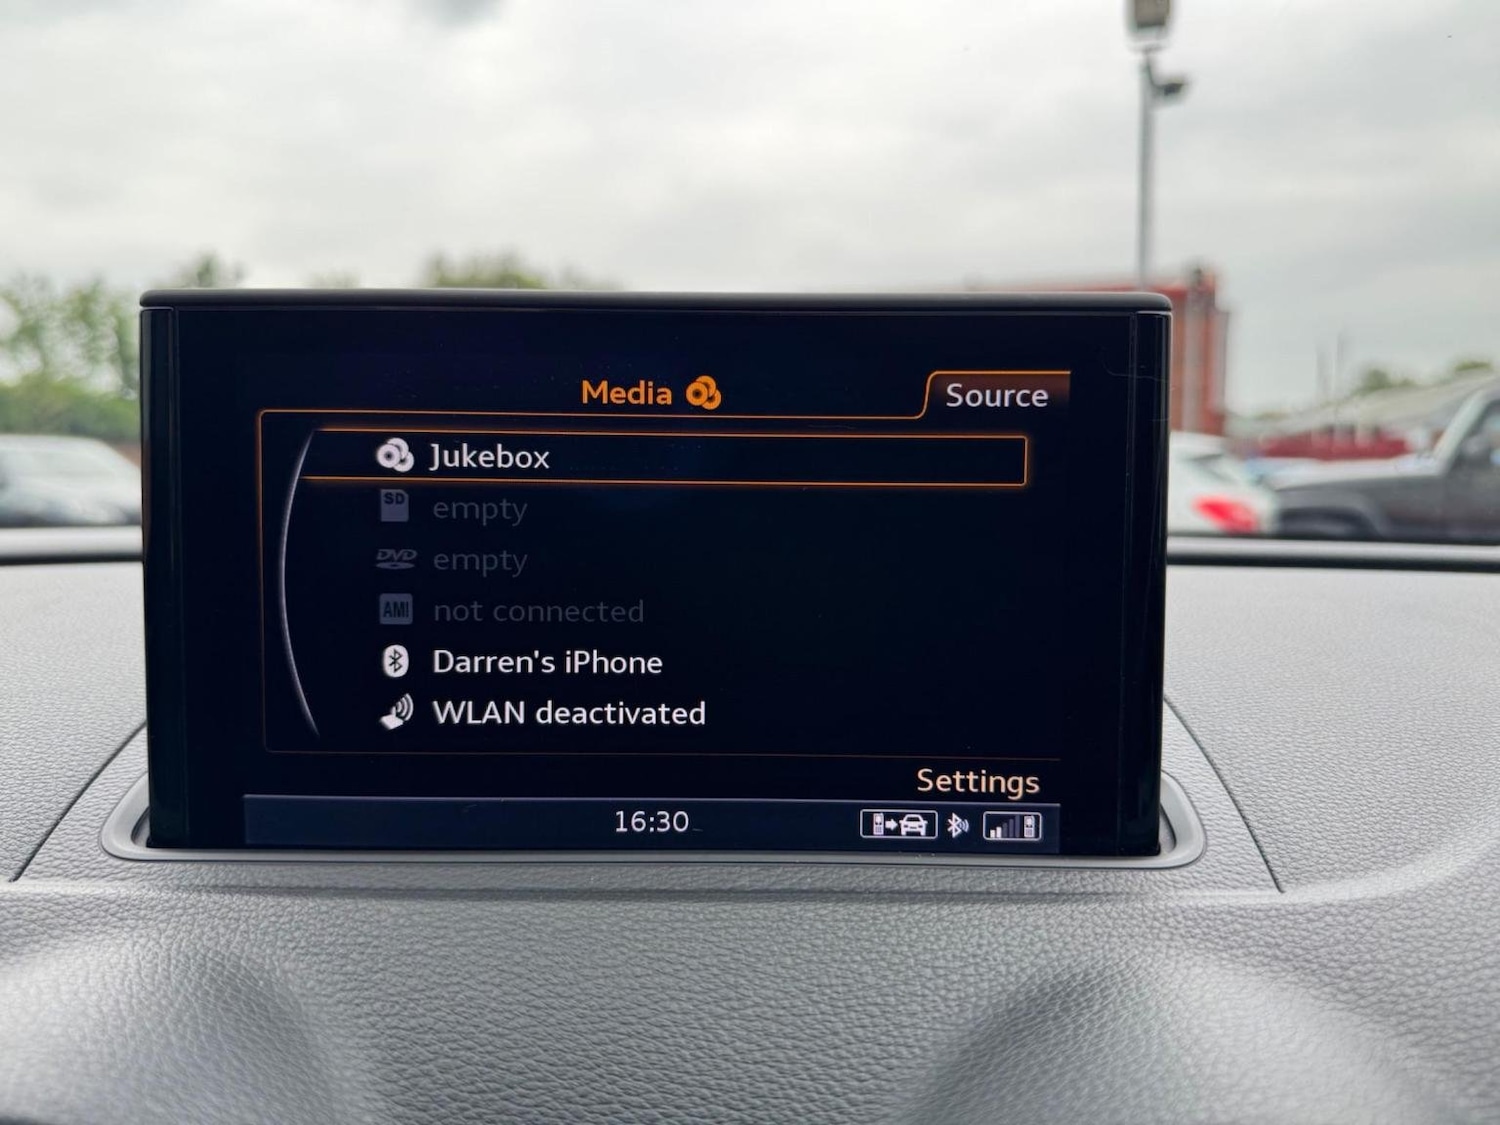 Media
Source
Jukebox
SD empty
DVD empty
AMI not connected
Darren's iPhone
WLAN deactivated
Settings
16:30